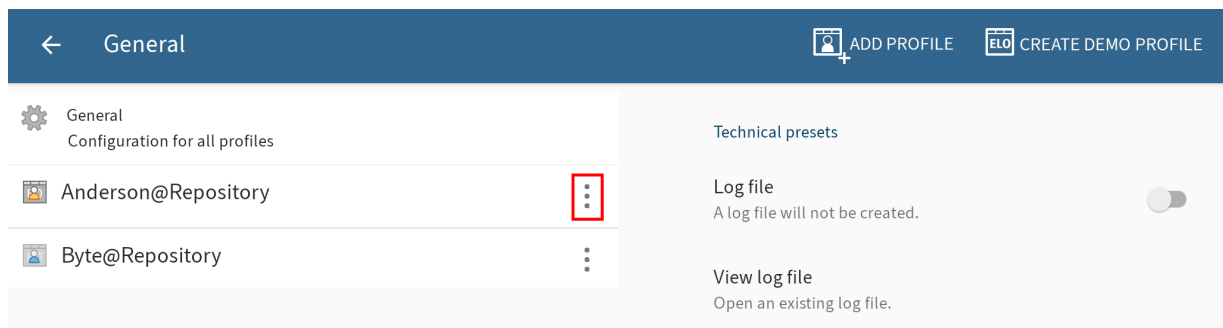 General
ADD PROFILE
ELO CREATE DEMO PROFILE
General
Configuration for all profiles
Anderson@Repository
Byte@Repository
Technical presets
Log file
A log file will not be created.
View log file
Open an existing log file.